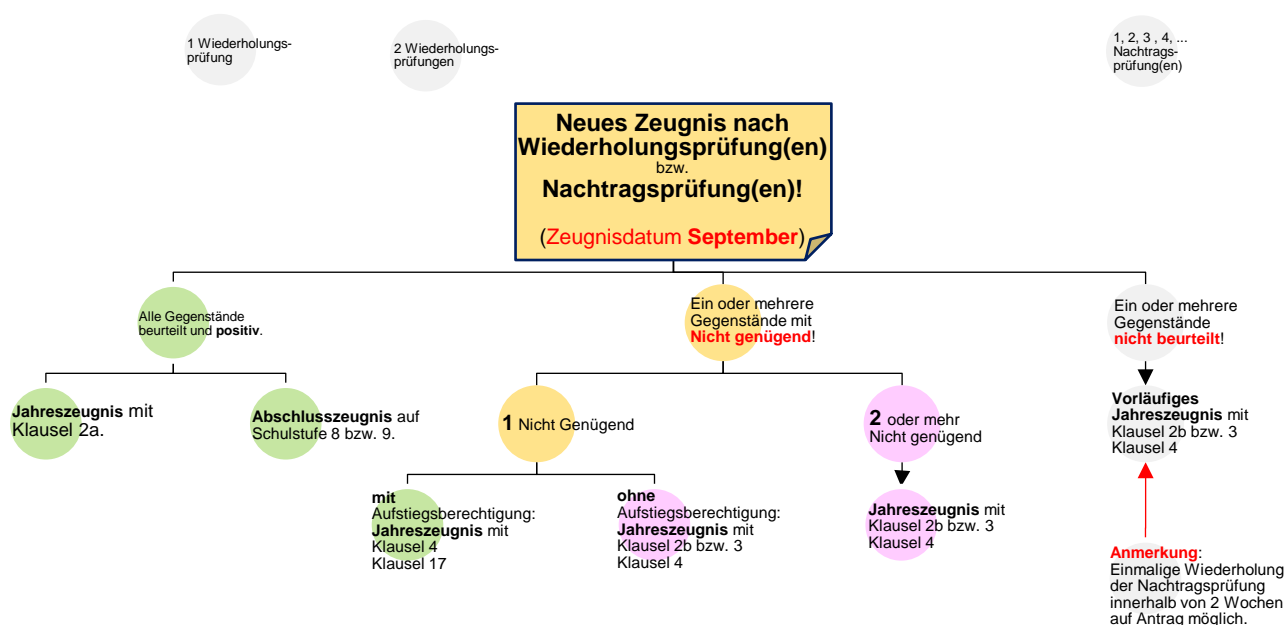 1 Wiederholungs-
prüfung
2 Wiederholungs-
prüfungen
1, 2, 3 , 4, ...
Nachtrags-
prüfung(en)
Neues Zeugnis nach
Wiederholungsprüfung(en)
bzw.
Nachtragsprüfung(en)!
(Zeugnisdatum September)
Alle Gegenstände
beurteilt und positiv.
Ein oder mehrere
Gegenstände mit
Nicht genügend!
Ein oder mehrere
Gegenstände
nicht beurteilt!
Jahreszeugnis mit
Klausel 2a.
Abschlusszeugnis auf
Schulstufe 8 bzw. 9.
1 Nicht Genügend
2 oder mehr
Nicht genügend
Vorläufiges
Jahreszeugnis mit
Klausel 2b bzw. 3
Klausel 4
mit
Aufstiegsberechtigung:
Jahreszeugnis mit
Klausel 4
Klausel 17
ohne
Aufstiegsberechtigung:
Jahreszeugnis mit
Klausel 2b bzw. 3
Klausel 4
Jahreszeugnis mit
Klausel 2b bzw. 3
Klausel 4
Anmerkung:
Einmalige Wiederholung
der Nachtragsprüfung
innerhalb von 2 Wochen
auf Antrag möglich.